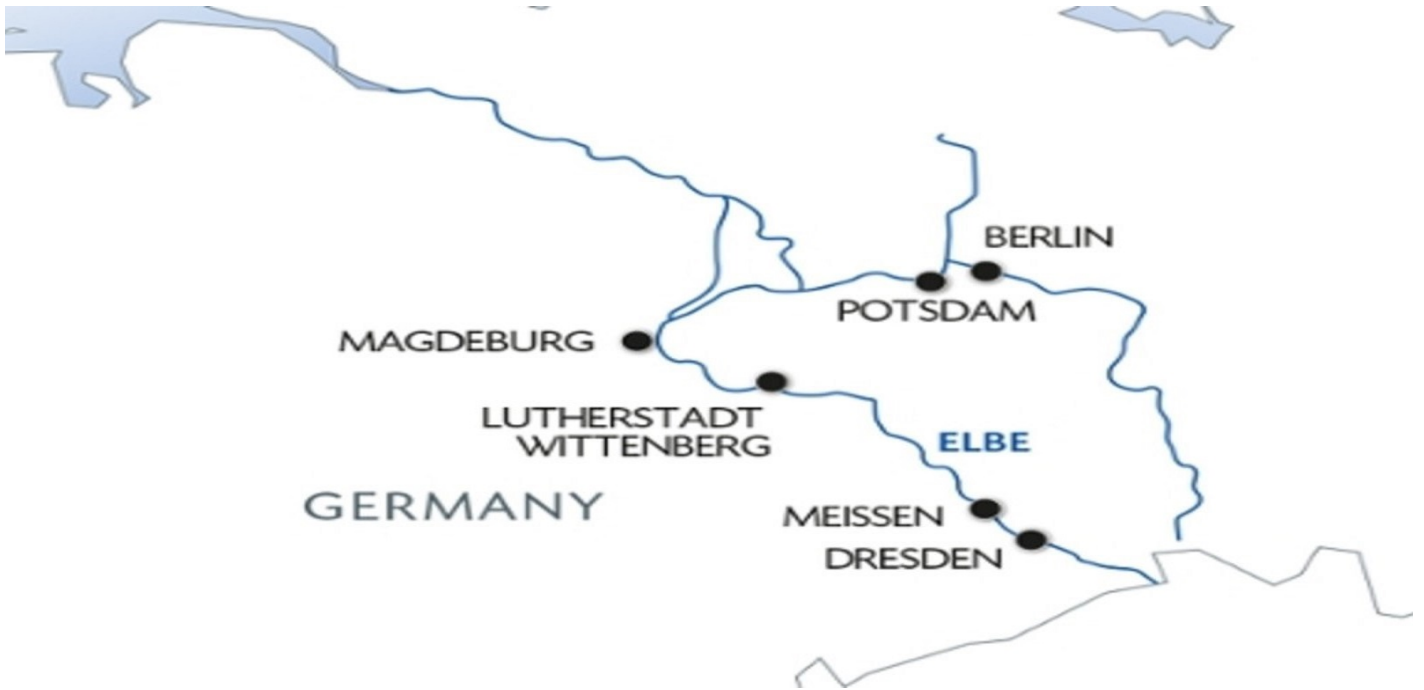 BERLIN
POTSDAM
MAGDEBURG
LUTHERSTADT
WITTENBERG
ELBE
GERMANY
MEISSEN
DRESDEN